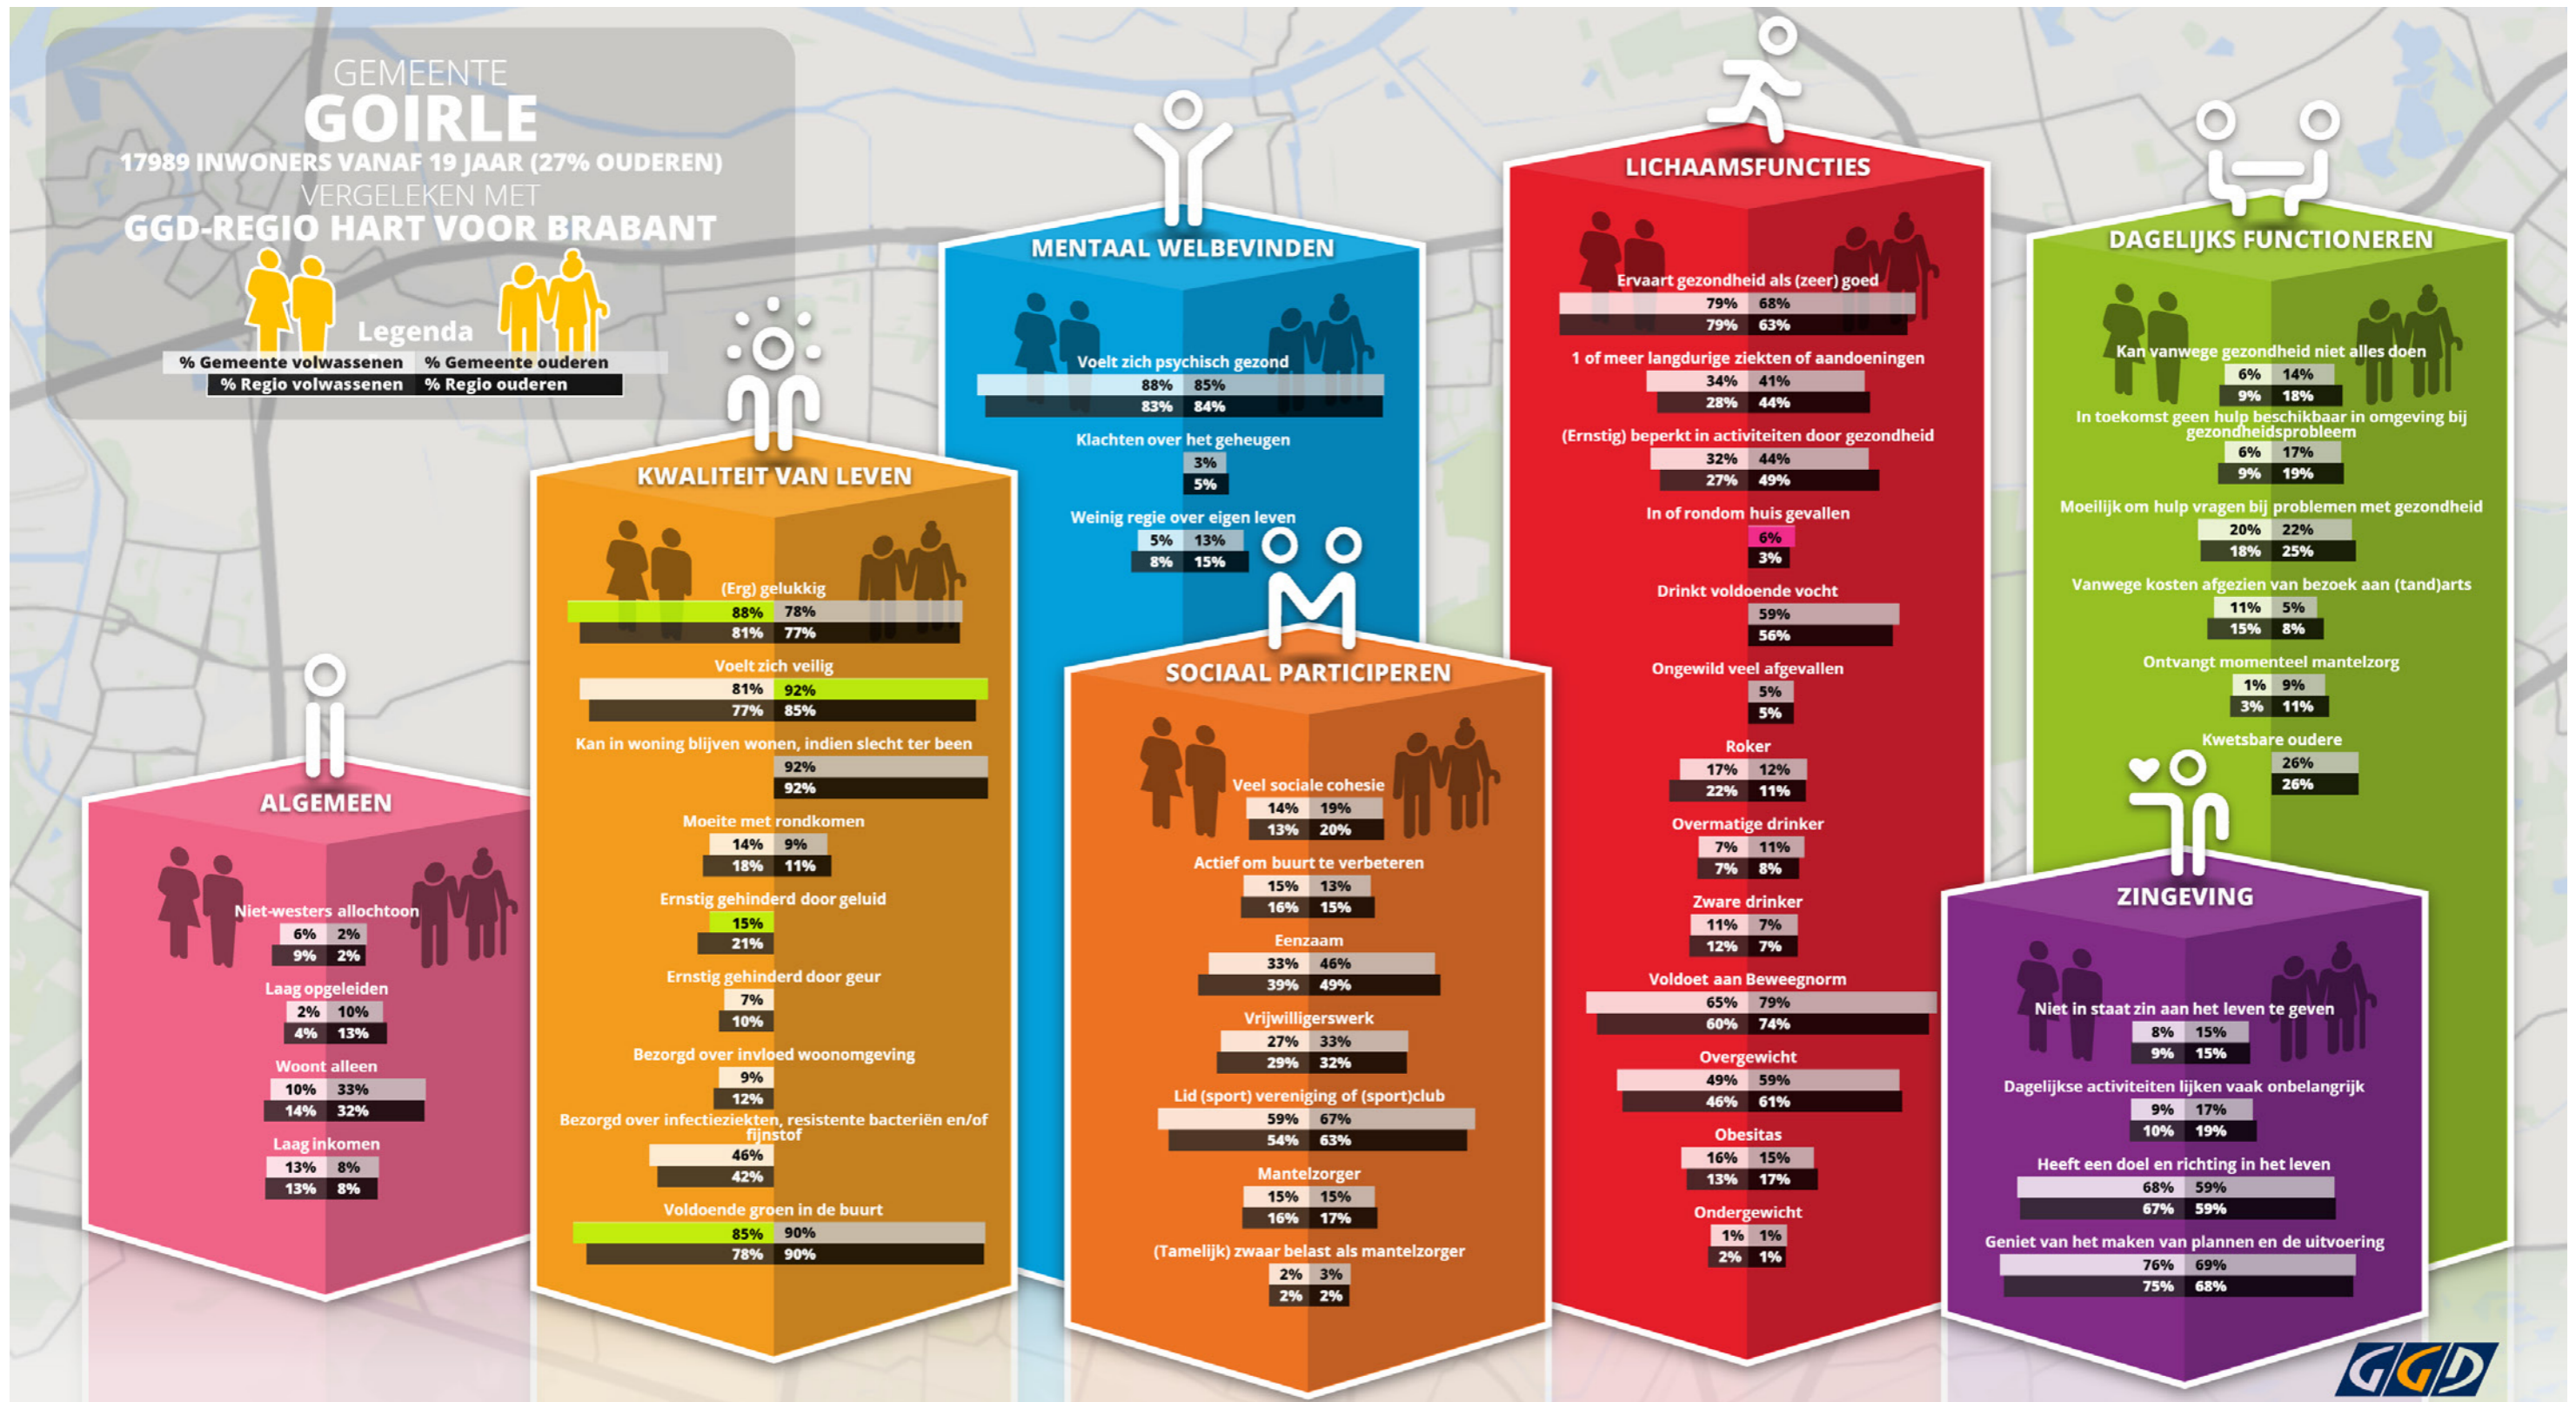 GEMEENTE
GOIRLE
17989 INWONERS VANAF 19 JAAR (27% OUDEREN)
VERGELEKEN MET
GGD-REGIO HART VOOR BRABANT
Legenda
% Gemeente volwassenen % Gemeente ouderen
% Regio volwassenen % Regio ouderen
ALGEMEEN
Niet-westers allochtoon
6% 2%
9% 2%
Laag opgeleiden
2% 10%
4% 13%
Woont alleen
10% 33%
14% 32%
Laag inkomen
13% 8%
13% 8%
KWALITEIT VAN LEVEN
(Erg) gelukkig
88% 78%
81% 77%
Voelt zich veilig
81% 92%
77% 85%
Kan in woning blijven wonen, indien slecht ter been
92%
92%
Moeite met rondkomen
14% 9%
18% 11%
Ernstig gehinderd door geluid
15%
21%
Ernstig gehinderd door geur
7%
10%
Bezorgd over invloed woonomgeving
9%
12%
Bezorgd over infectieziekten, resistente bacteriën en/of
fijnstof
46%
42%
Voldoende groen in de buurt
85% 90%
78% 90%
MENTAAL WELBEVINDEN
Voelt zich psychisch gezond
88% 85%
83% 84%
Klachten over het geheugen
3%
5%
Weinig regie over eigen leven
5% 13%
8% 15%
SOCIAAL PARTICIPEREN
Veel sociale cohesie
14% 19%
13% 20%
Actief om buurt te verbeteren
15% 13%
16% 15%
Eenzaam
33% 46%
39% 49%
Vrijwilligerswerk
27% 33%
29% 32%
Lid (sport) vereniging of (sport)club
59% 67%
54% 63%
Mantelzorger
15% 15%
16% 17%
(Tamelijk) zwaar belast als mantelzorger
2% 3%
2% 2%
LICHAAMSFUNCTIES
Ervaart gezondheid als (zeer) goed
79% 68%
79% 63%
1 of meer langdurige ziekten of aandoeningen
34% 41%
28% 44%
(Ernstig) beperkt in activiteiten door gezondheid
32% 44%
27% 49%
In of rondom huis gevallen
6%
3%
Drinkt voldoende vocht
59%
56%
Ongewild veel afgevallen
5%
5%
Roker
17% 12%
22% 11%
Overmatige drinker
7% 11%
7% 8%
Zware drinker
11% 7%
12% 7%
Voldoet aan Beweegnorm
65% 79%
60% 74%
Overgewicht
49% 59%
46% 61%
Obesitas
16% 15%
13% 17%
Ondergewicht
1% 1%
2% 1%
DAGELIJKS FUNCTIONEREN
Kan vanwege gezondheid niet alles doen
6% 14%
9% 18%
In toekomst geen hulp beschikbaar in omgeving bij
gezondheidsprobleem
6% 17%
9% 19%
Moeilijk om hulp vragen bij problemen met gezondheid
20% 22%
18% 25%
Vanwege kosten afgezien van bezoek aan (tand)arts
11% 5%
15% 8%
Ontvangt momenteel mantelzorg
1% 9%
3% 11%
Kwetsbare oudere
26%
26%
ZINGEVING
Niet in staat zin aan het leven te geven
8% 15%
9% 15%
Dagelijkse activiteiten lijken vaak onbelangrijk
9% 17%
10% 19%
Heeft een doel en richting in het leven
68% 59%
67% 59%
Geniet van het maken van plannen en de uitvoering
76% 69%
75% 68%
GGD